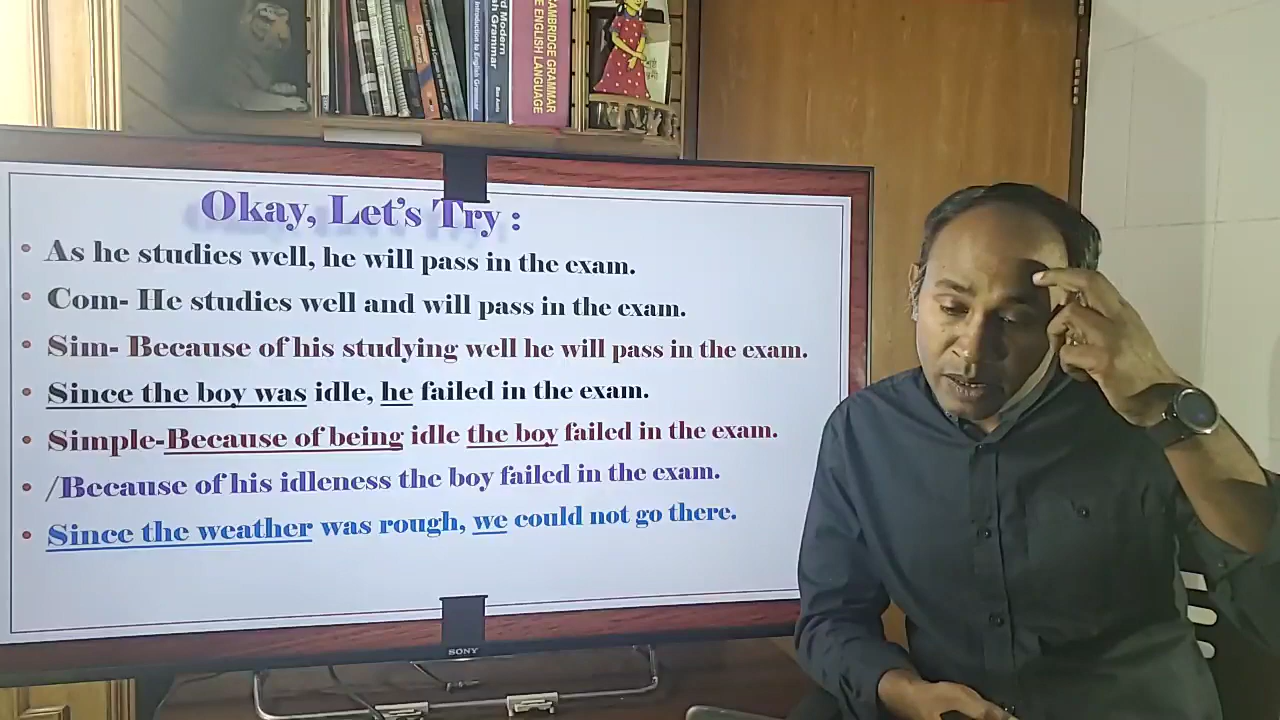 CAMBRIDGE GRAMMAR
ENGLISH LANGUAGE
Modern
Grammar
Introduction to English Grammar
Okay, Let's Try :
• As he studies well, he will pass in the exam.
• Com- He studies well and will pass in the exam.
• Sim- Because of his studying well he will pass in the exam.
• Since the boy was idle, he failed in the exam.
• Simple-Because of being idle the boy failed in the exam.
• /Because of his idleness the boy failed in the exam.
• Since the weather was rough, we could not go there.
SONY